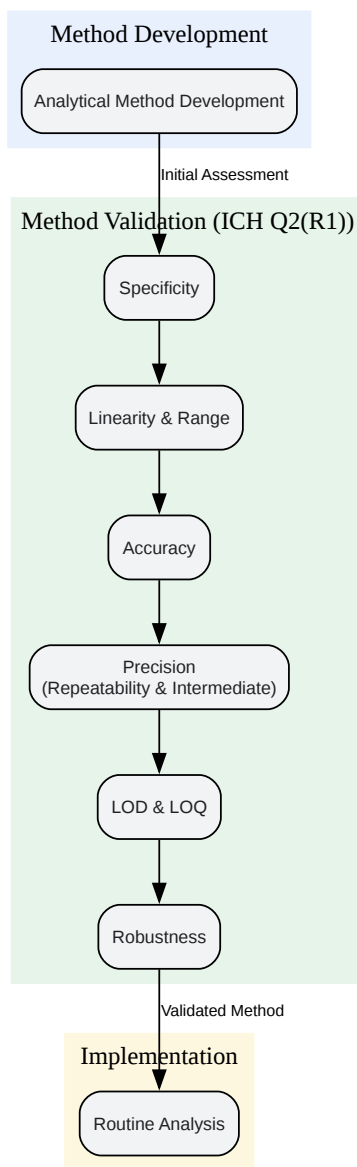 Method Development
Analytical Method Development
Initial Assessment
Method Validation (ICH Q2(R1))
Specificity
Linearity & Range
Accuracy
Precision
(Repeatability & Intermediate)
LOD & LOQ
Robustness
Validated Method
Implementation
Routine Analysis